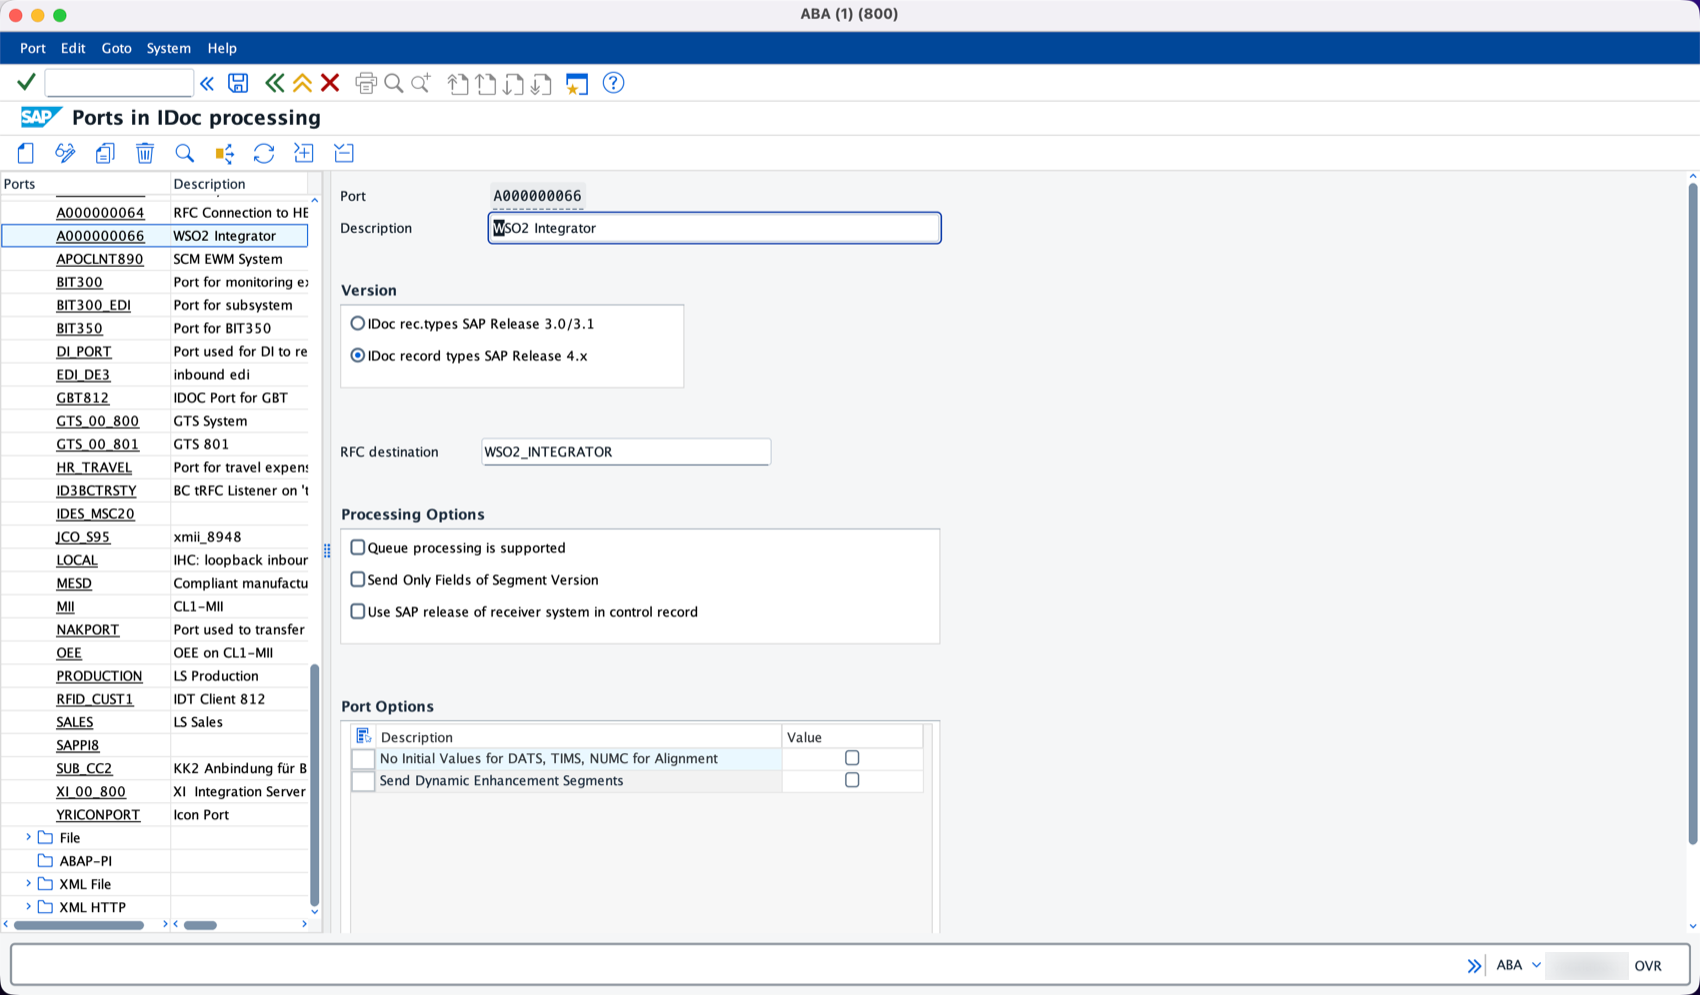 ABA (1) (800)
Port Edit Goto System Help
SAP Ports in IDoc processing
Ports Description
A000000064 RFC Connection to HE
A000000066 WSO2 Integrator
APOCLNT890 SCM EWM System
BIT300 Port for monitoring ex
BIT300_EDI Port for subsystem
BIT350 Port for BIT350
DI_PORT Port used for DI to re
EDI_DE3 inbound edi
GBT812 IDOC Port for GBT
GTS_00_800 GTS System
GTS_00_801 GTS 801
HR_TRAVEL Port for travel expens
ID3BCTRSTY BC tRFC Listener on 't
IDES_MSC20
JCO_S95 xmii_8948
LOCAL IHC: loopback inbour
MESD Compliant manufactu
MII CL1-MII
NAKPORT Port used to transfer
OEE OEE on CL1-MII
PRODUCTION LS Production
RFID_CUST1 IDT Client 812
SALES LS Sales
SAPPI8
SUB_CC2 KK2 Anbindung für B
XI_00_800 XI Integration Server
YRICONPORT Icon Port
File
ABAP-PI
XML File
XML HTTP
Port A000000066
Description WSO2 Integrator
Version
IDoc rec.types SAP Release 3.0/3.1
IDoc record types SAP Release 4.x
RFC destination WSO2_INTEGRATOR
Processing Options
Queue processing is supported
Send Only Fields of Segment Version
Use SAP release of receiver system in control record
Port Options
Description Value
No Initial Values for DATS, TIMS, NUMC for Alignment
Send Dynamic Enhancement Segments
ABA OVR